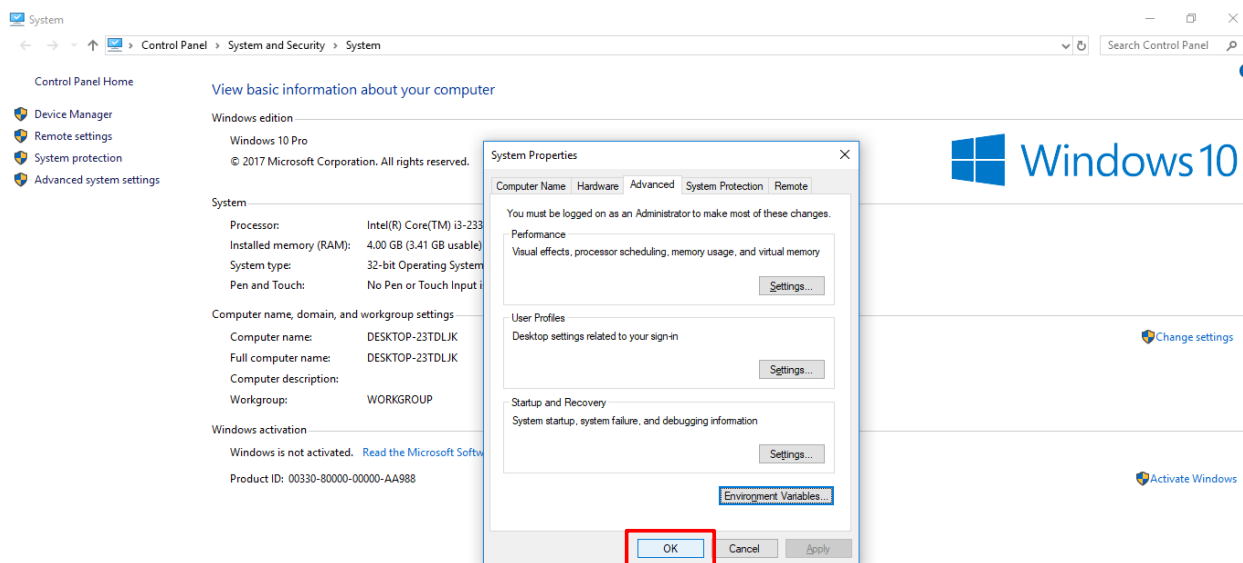 System
Control Panel > System and Security > System
Search Control Panel
Control Panel Home
Device Manager
Remote settings
System protection
Advanced system settings
View basic information about your computer
Windows edition
Windows 10 Pro
© 2017 Microsoft Corporation. All rights reserved.
Windows 10
System
Processor: Intel(R) Core(TM) i3-233
Installed memory (RAM): 4.00 GB (3.41 GB usable)
System type: 32-bit Operating System
Pen and Touch: No Pen or Touch Input i
Computer name, domain, and workgroup settings
Computer name: DESKTOP-23TDLJK
Full computer name: DESKTOP-23TDLJK
Computer description:
Workgroup: WORKGROUP
Change settings
Windows activation
Windows is not activated. Read the Microsoft Softw
Product ID: 00330-80000-00000-AA988
Activate Windows
System Properties
Computer Name Hardware Advanced System Protection Remote
You must be logged on as an Administrator to make most of these changes.
Performance
Visual effects, processor scheduling, memory usage, and virtual memory
Settings...
User Profiles
Desktop settings related to your sign-in
Settings...
Startup and Recovery
System startup, system failure, and debugging information
Settings...
Environment Variables...
OK Cancel Apply